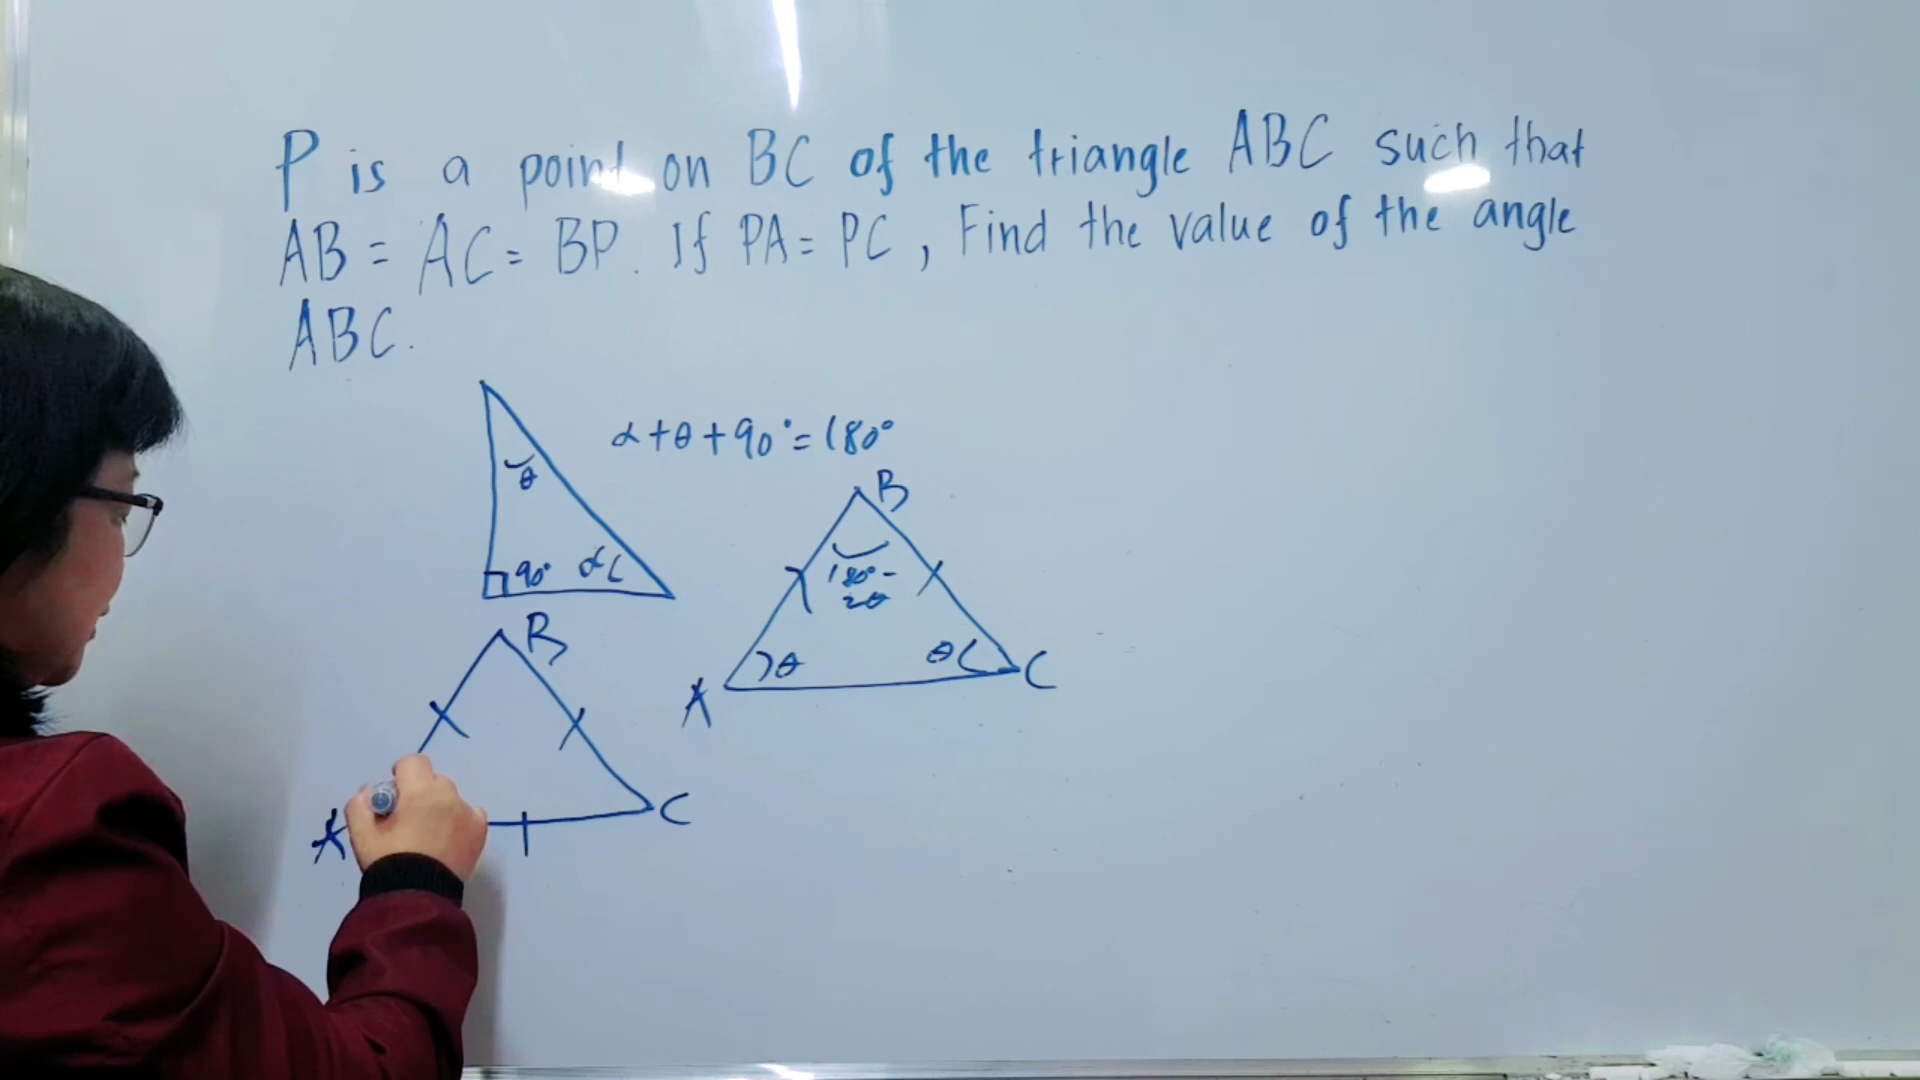 P is a point on BC of the triangle ABC such that
AB = AC = BP. If PA = PC, Find the value of the angle
ABC.
α+θ+90°=180°
θ
90° α
B
180°-
2θ
θ θ
A C
B
A C